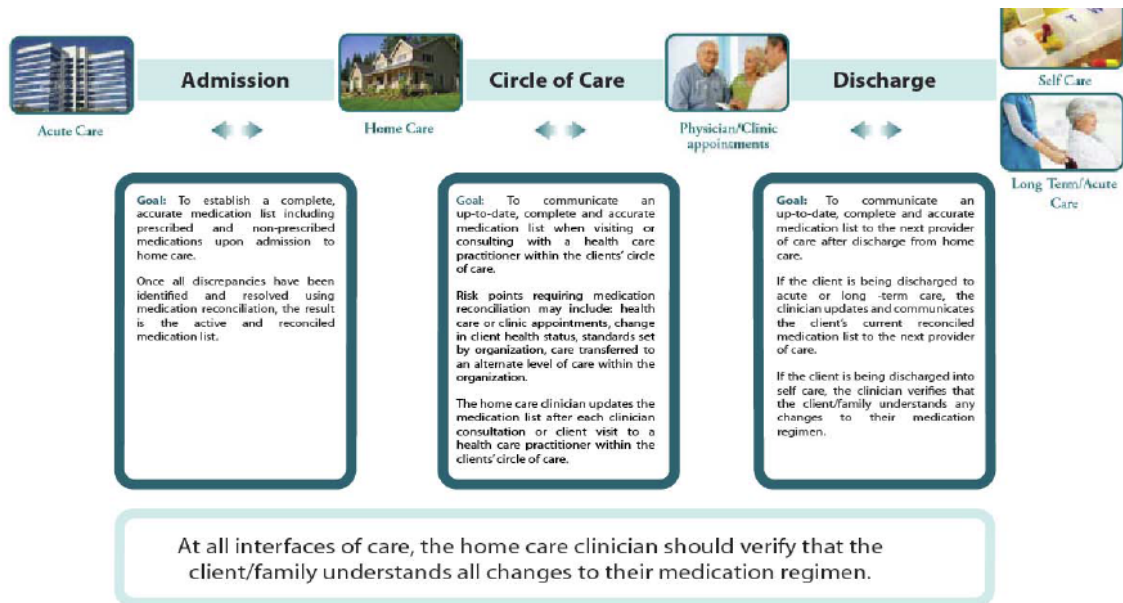 Admission
Circle of Care
Discharge
Self Care
Acute Care
Home Care
Physician/Clinic
appointments
Long Term/Acute
Care
Goal: To establish a complete,
accurate medication list including
prescribed and non-prescribed
medications upon admission to
home care.
Once all discrepancies have been
identified and resolved using
medication reconciliation, the result
is the active and reconciled
medication list.
Goal: To communicate an
up-to-date, complete and accurate
medication list when visiting or
consulting with a health care
practitioner within the clients’ circle
of care.
Risk points requiring medication
reconciliation may include: health
care or clinic appointments, change
in client health status, standards set
by organization, care transferred to
an alternate level of care within the
organization.
The home care clinician updates the
medication list after each clinician
consultation or client visit to a
health care practitioner within the
clients’ circle of care.
Goal: To communicate an
up-to-date, complete and accurate
medication list to the next provider
of care after discharge from home
care.
If the client is being discharged to
acute or long -term care, the
clinician updates and communicates
the client’s current reconciled
medication list to the next provider
of care.
If the client is being discharged into
self care, the clinician verifies that
the client/family understands any
changes to their medication
regimen.
At all interfaces of care, the home care clinician should verify that the
client/family understands all changes to their medication regimen.